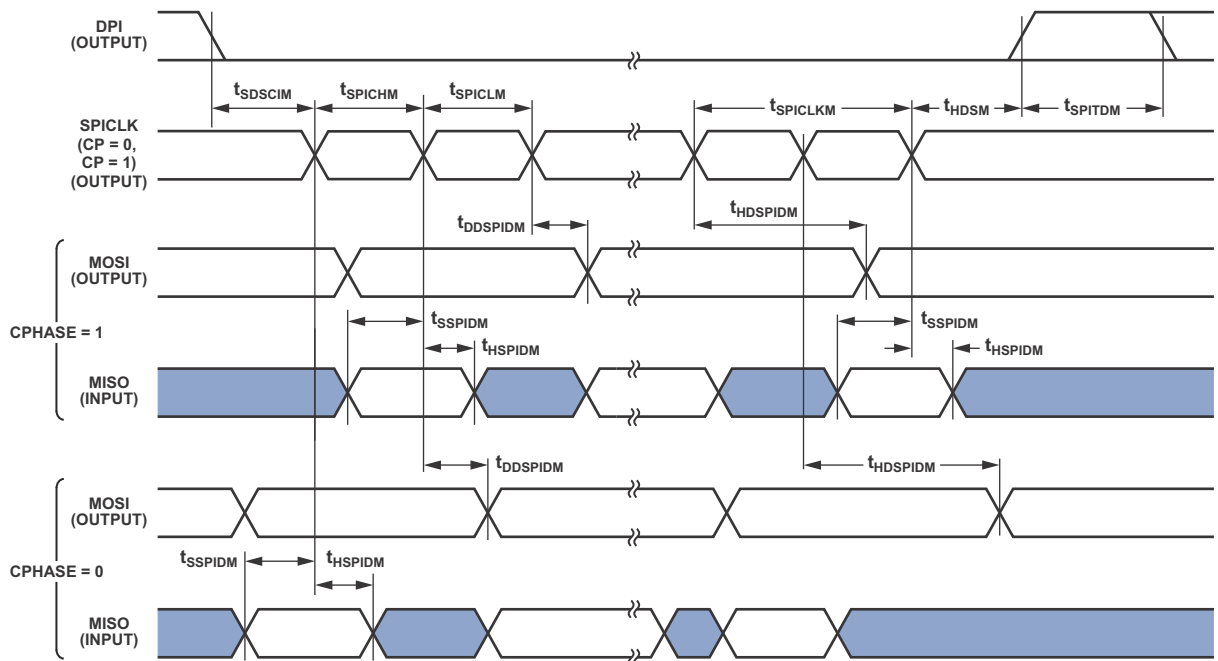 DPI
(OUTPUT)
tSDSCIM
tSPICHM
tSPICLM
tSPICLKM
tHDSM
tSPITDM
SPICLK
(CP = 0,
CP = 1)
(OUTPUT)
tDDSPIDM
tHDSPIDM
MOSI
(OUTPUT)
CPHASE = 1
tSSPIDM
tSSPIDM
tHSPIDM
tHSPIDM
MISO
(INPUT)
tDDSPIDM
tHDSPIDM
MOSI
(OUTPUT)
tSSPIDM
tHSPIDM
CPHASE = 0
MISO
(INPUT)